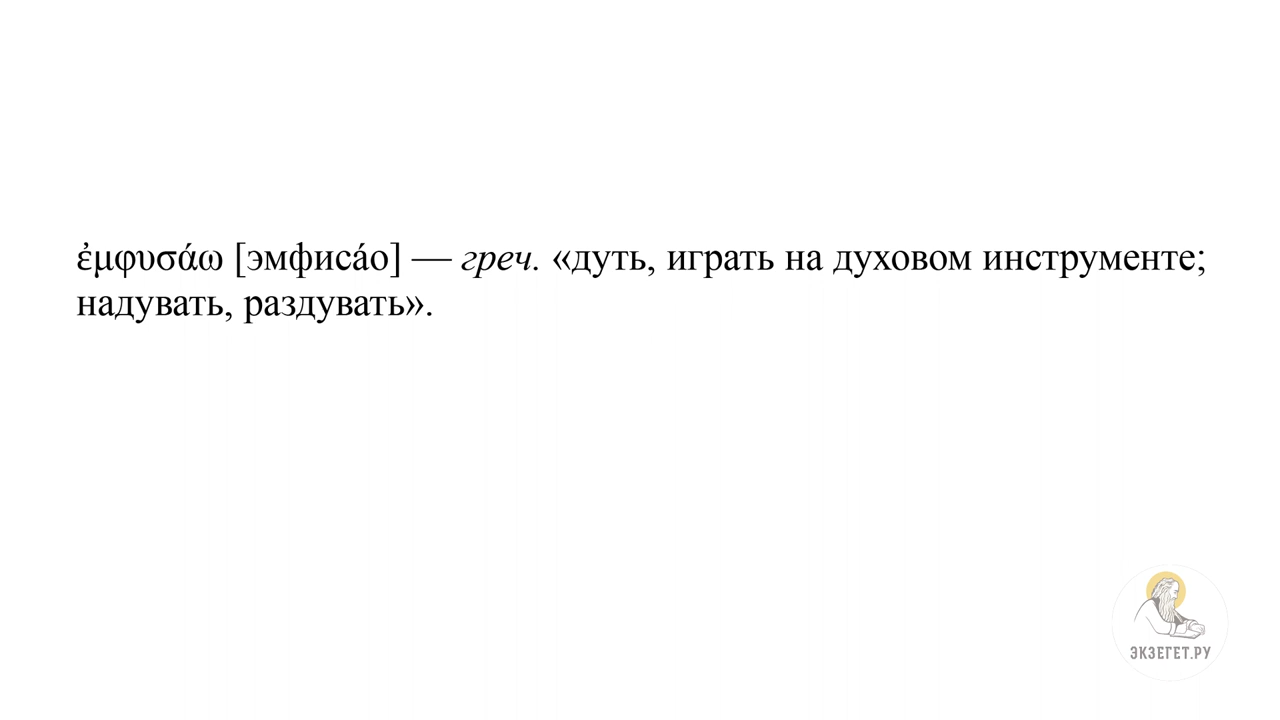 ἐμφυσάω [эмфиса́о] — греч. «дуть, играть на духовом инструменте;
надувать, раздувать».
ЭКЗЕГЕТ.РУ